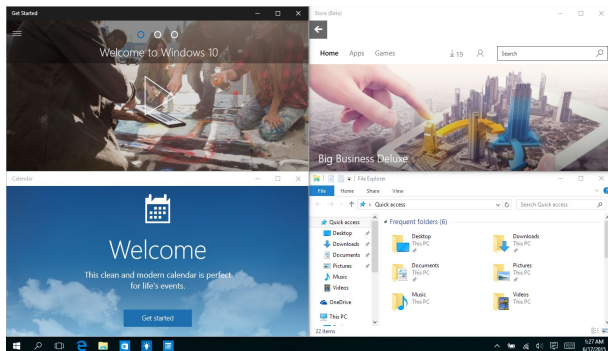 Get Started
Welcome to Windows 10
Store (Beta)
Home Apps Games 19 Search
Big Business Deluxe
Calendar
Welcome
This clean and modern calendar is perfect
for life's events.
Get started
File Explorer
File Home Share View
Quick access Search Quick access
Quick access
Desktop
Downloads
Documents
Pictures
Music
Videos
OneDrive
This PC
Frequent folders (6)
Desktop
This PC
Downloads
This PC
Documents
This PC
Pictures
This PC
Music
This PC
Videos
This PC
22 items
1:27 AM
6/17/2015